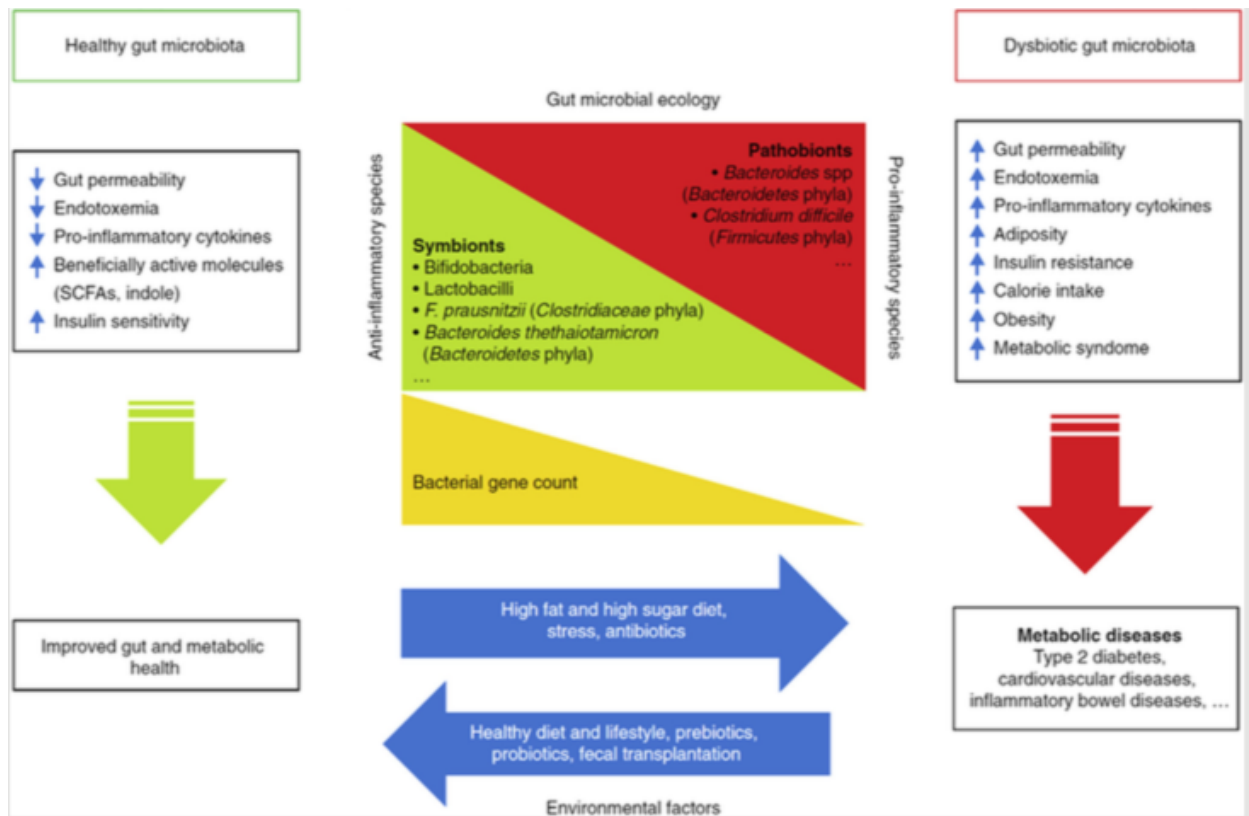 Healthy gut microbiota
Dysbiotic gut microbiota
Gut microbial ecology
Gut permeability
Endotoxemia
Pro-inflammatory cytokines
Beneficially active molecules
(SCFAs, indole)
Insulin sensitivity
Anti-inflammatory species
Pathobionts
• Bacteroides spp
(Bacteroidetes phyla)
• Clostridium difficile
(Firmicutes phyla)
...
Symbionts
• Bifidobacteria
• Lactobacilli
• F. prausnitzii (Clostridiaceae phyla)
• Bacteroides thethaiotamicron
(Bacteroidetes phyla)
...
Pro-inflammatory species
Gut permeability
Endotoxemia
Pro-inflammatory cytokines
Adiposity
Insulin resistance
Calorie intake
Obesity
Metabolic syndome
Bacterial gene count
High fat and high sugar diet,
stress, antibiotics
Healthy diet and lifestyle, prebiotics,
probiotics, fecal transplantation
Environmental factors
Improved gut and metabolic
health
Metabolic diseases
Type 2 diabetes,
cardiovascular diseases,
inflammatory bowel diseases, ...